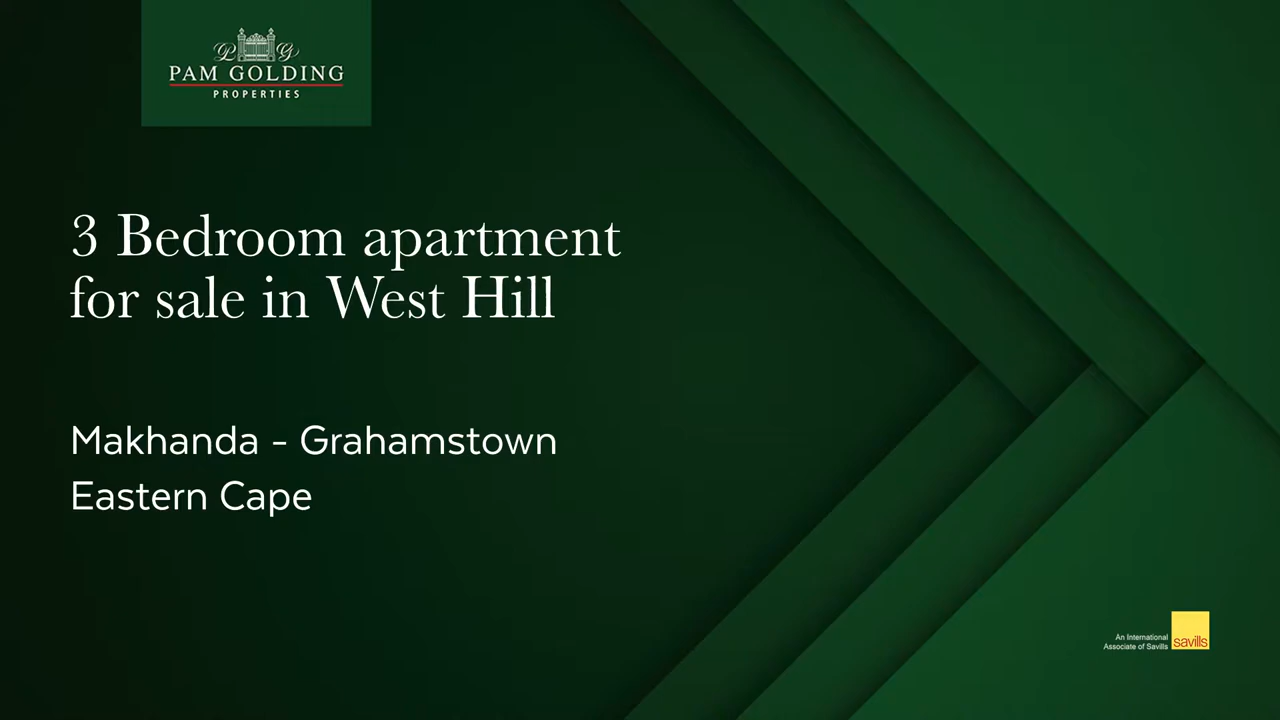 P G
PAM GOLDING
PROPERTIES
3 Bedroom apartment
for sale in West Hill
Makhanda - Grahamstown
Eastern Cape
An International
Associate of Savills
savills